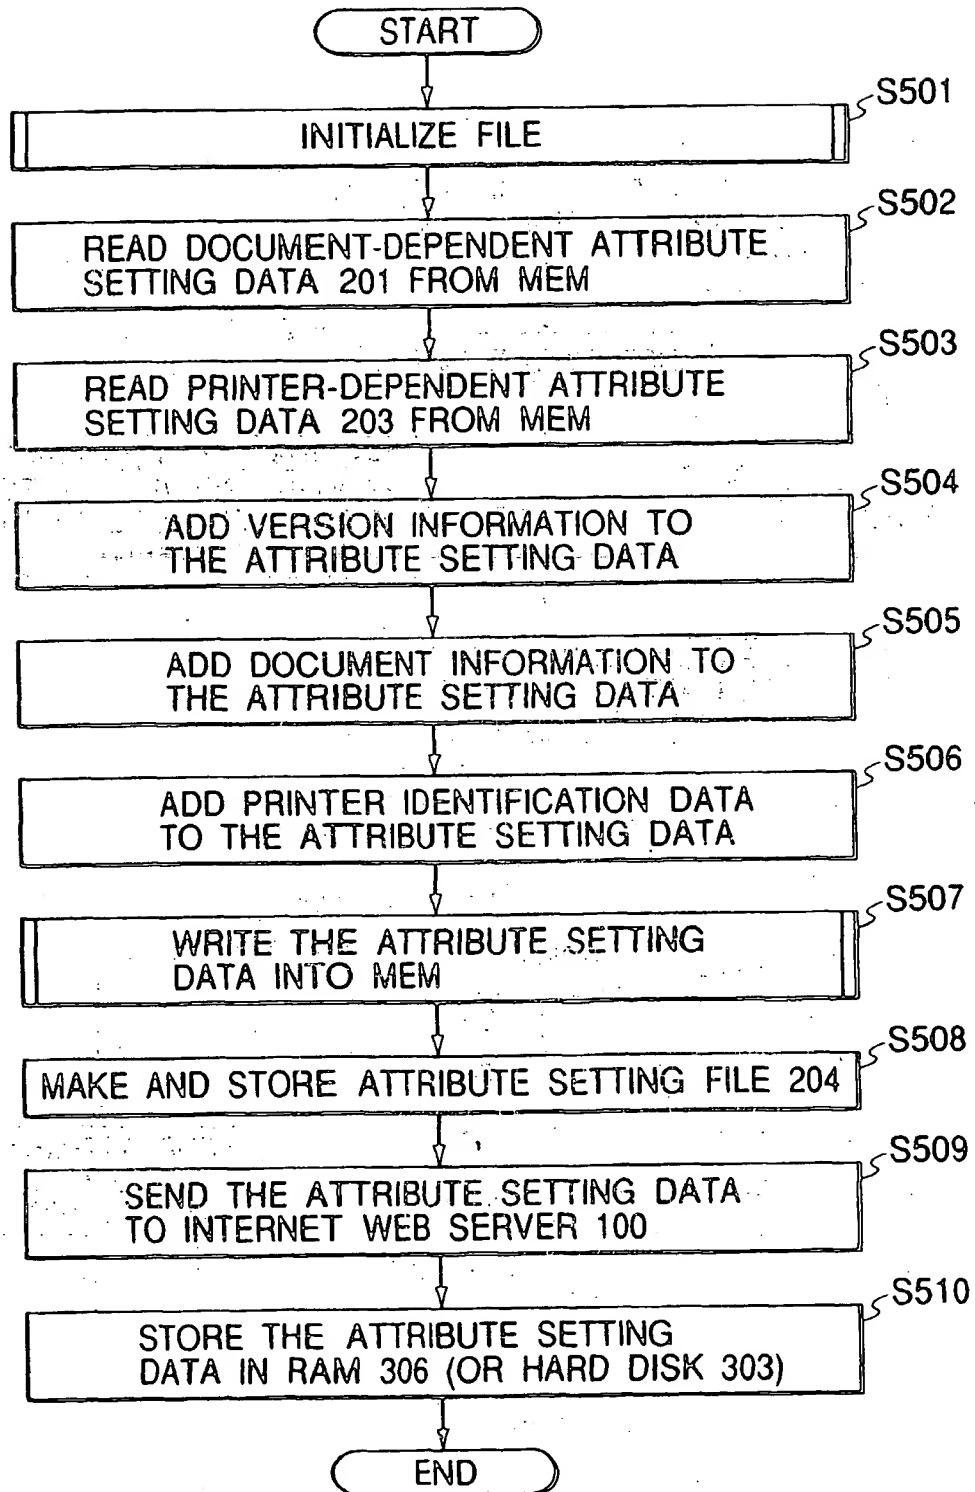 START
S501
INITIALIZE FILE
S502
READ DOCUMENT-DEPENDENT ATTRIBUTE
SETTING DATA 201 FROM MEM
S503
READ PRINTER-DEPENDENT ATTRIBUTE
SETTING DATA 203 FROM MEM
S504
ADD VERSION INFORMATION TO
THE ATTRIBUTE SETTING DATA
S505
ADD DOCUMENT INFORMATION TO
THE ATTRIBUTE SETTING DATA
S506
ADD PRINTER IDENTIFICATION DATA
TO THE ATTRIBUTE SETTING DATA
S507
WRITE THE ATTRIBUTE SETTING
DATA INTO MEM
S508
MAKE AND STORE ATTRIBUTE SETTING FILE 204
S509
SEND THE ATTRIBUTE SETTING DATA
TO INTERNET WEB SERVER 100
S510
STORE THE ATTRIBUTE SETTING
DATA IN RAM 306 (OR HARD DISK 303)
END